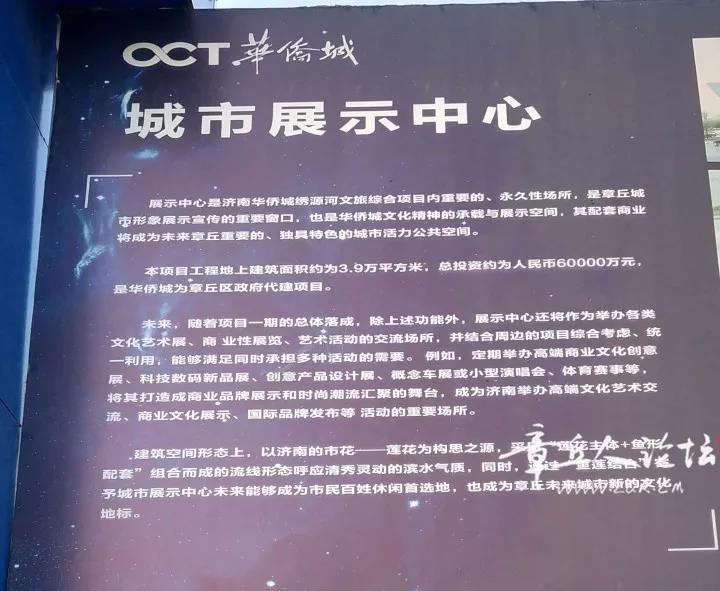 OCT華僑城
城市展示中心
展示中心是济南华侨城绣源河文旅综合项目内重要的、永久性场所，是章丘城
市形象展示宣传的重要窗口，也是华侨城文化精神的承载与展示空间，其配套商业
将成为未来章丘重要的、独具特色的城市活力公共空间。
本项目工程地上建筑面积约为3.9万平方米，总投资约为人民币60000万元，
是华侨城为章丘区政府代建项目。
未来，随着项目一期的总体落成，除上述功能外，展示中心还将作为举办各类
文化艺术展、商 业性展览、艺术活动的交流场所，并结合周边的项目综合考虑、统
一利用，能够满足同时承担多种活动的需要。 例如，定期举办高端商业文化创意
展、科技数码新品展、创意产品设计展、概念车展或小型演唱会、体育赛事等，
将其打造成商业品牌展示和时尚潮流汇聚的舞台，成为济南举办高端文化艺术交
流、商业文化展示、国际品牌发布等 活动的重要场所。
建筑空间形态上，以济南的市花——莲花为构思之源，平面“莲花主体+鱼形
配套”组合而成的流线形态呼应清秀灵动的滨水气质，同时，通过“鱼莲结合”
予城市展示中心未来能够成为市民百姓休闲首选地，也成为章丘未来城市新的文化
地标。
章丘人论坛